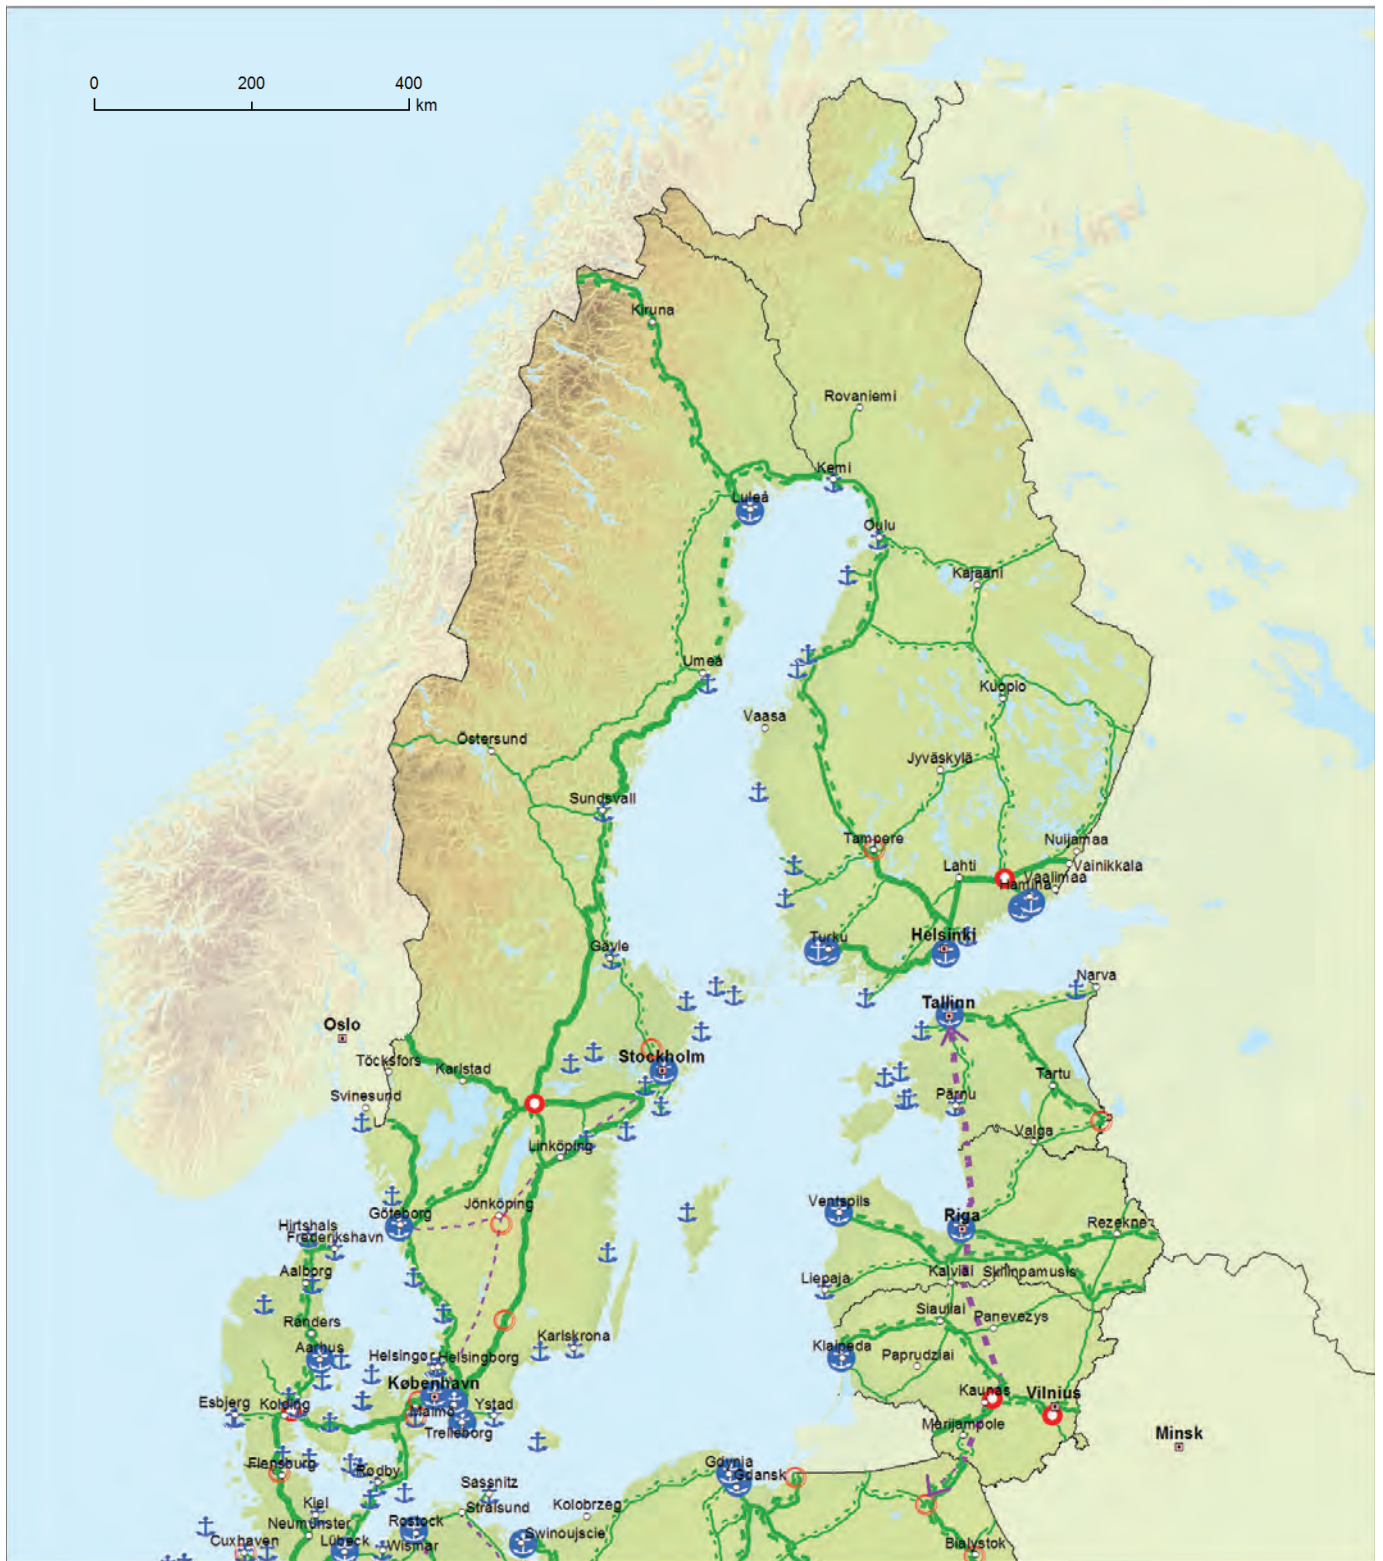 0 200 400
km
Kiruna
Rovaniemi
Kemi
Luleå
Oulu
Kajaani
Umeå
Kuopio
Vaasa
Östersund
Jyväskylä
Sundsvall
Tampere
Nuijamaa
Lahti
Vainikkala
Vaalimaa
Hamina
Turku
Helsinki
Gävle
Narva
Tallinn
Oslo
Stockholm
Töcksfors
Karlstad
Tartu
Svinesund
Pärnu
Valga
Linköping
Jönköping
Ventspils
Göteborg
Riga
Rezekne
Hirtshals
Frederikshavn
Aalborg
Kalviai
Skilinpamusis
Liepaja
Siauliai
Panevezys
Randers
Karlskrona
Aarhus
Klaipeda
Helsingør
Helsingborg
Paprudziai
København
Kaunas
Vilnius
Esbjerg
Kolding
Malmö
Ystad
Marijampole
Trelleborg
Minsk
Flensburg
Gdynia
Gdansk
Rødby
Sassnitz
Kiel
Stralsund
Kolobrzeg
Neumünster
Rostock
Swinoujscie
Cuxhaven
Lübeck
Wismar
Bialystok